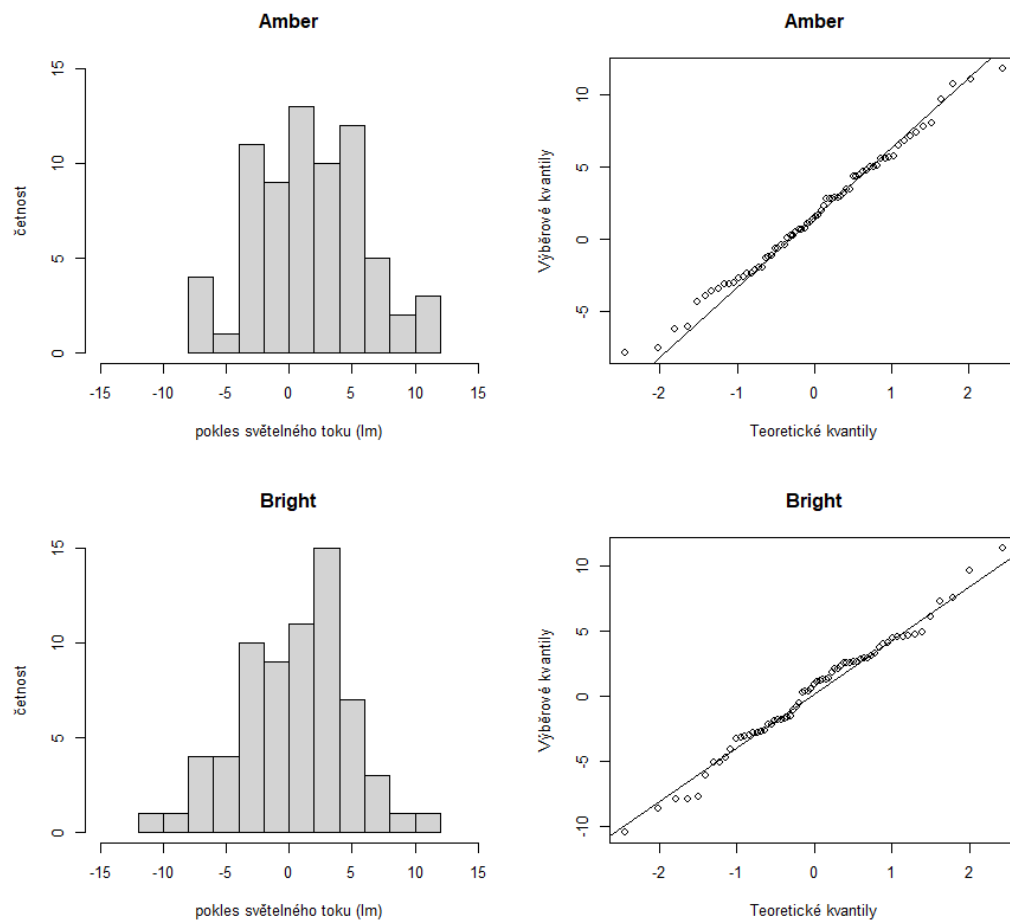 Amber
15
10
5
0
četnost
-15 -10 -5 0 5 10 15
pokles světelného toku (lm)
Amber
10
5
0
-5
Výběrové kvantily
-2 -1 0 1 2
Teoretické kvantily
Bright
15
10
5
0
četnost
-15 -10 -5 0 5 10 15
pokles světelného toku (lm)
Bright
10
5
0
-5
-10
Výběrové kvantily
-2 -1 0 1 2
Teoretické kvantily